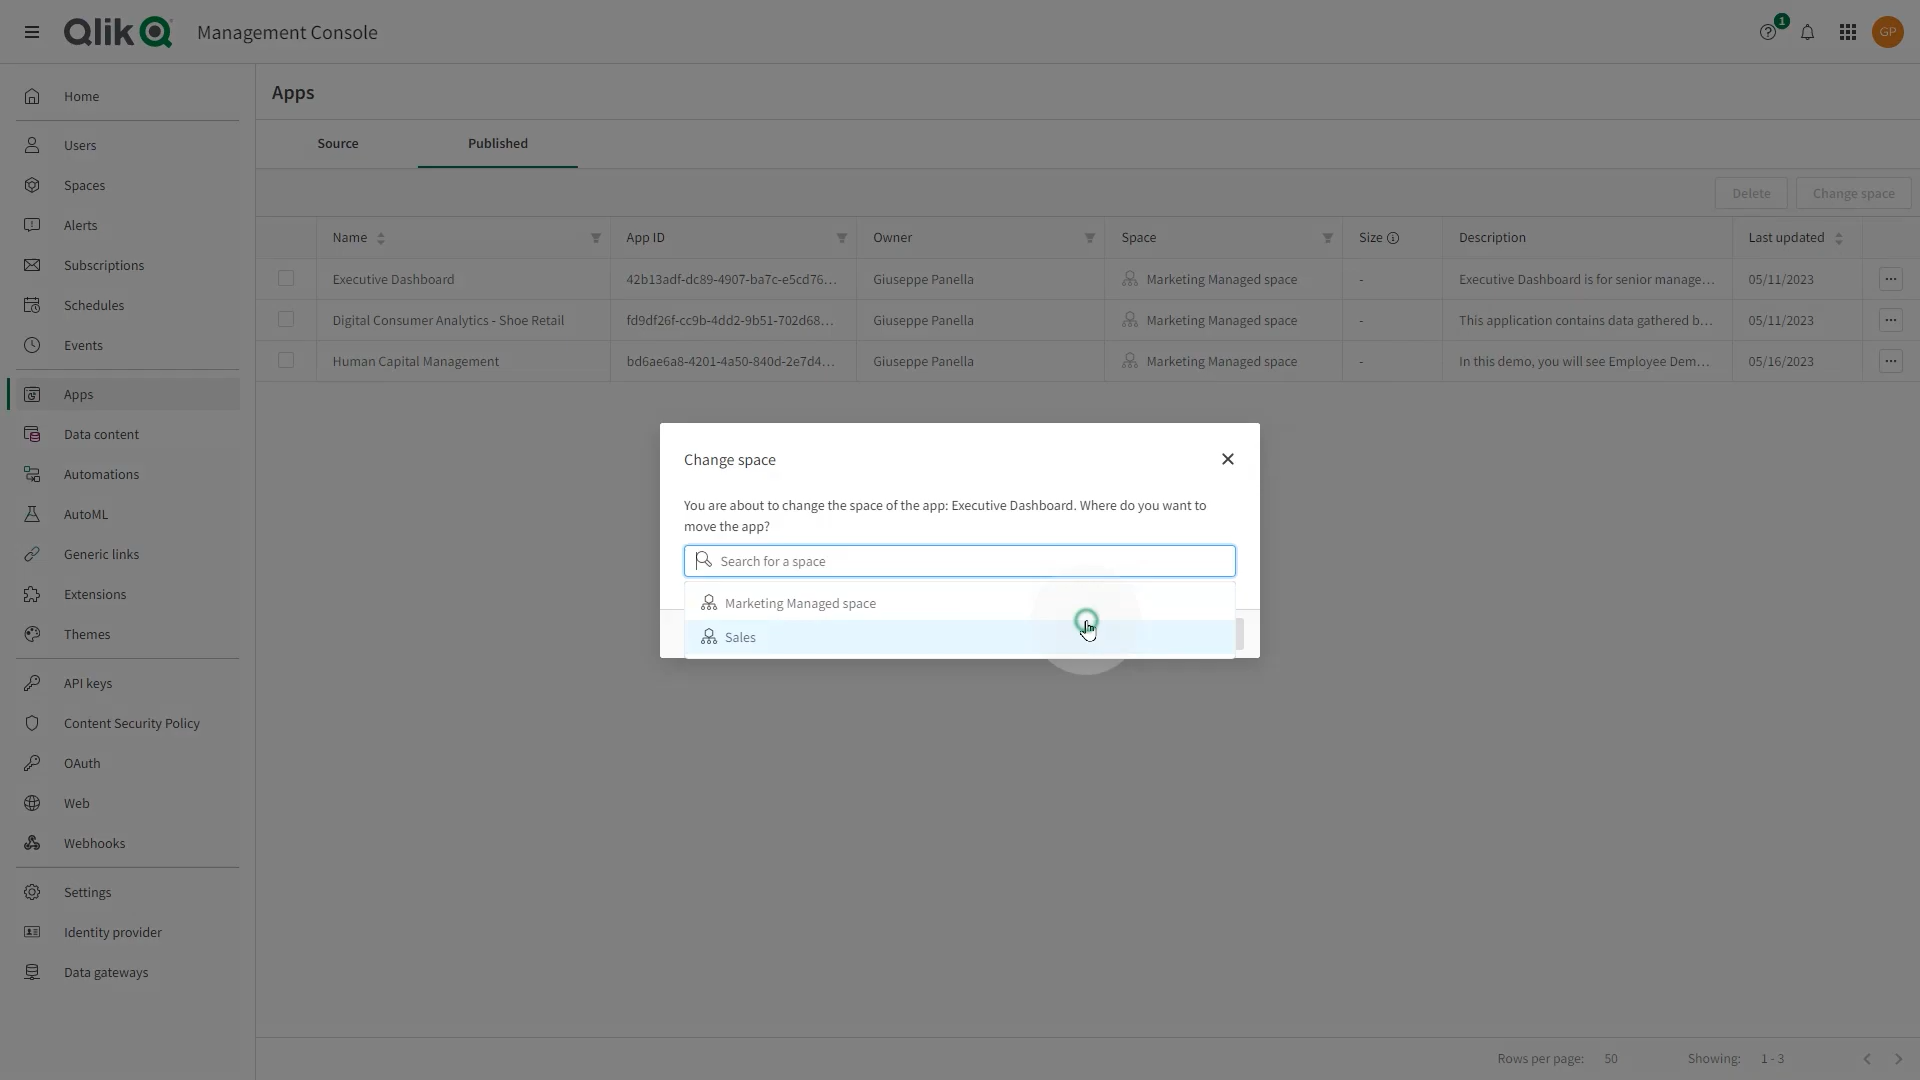 Qlik Management Console
1
GP
Home
Users
Spaces
Alerts
Subscriptions
Schedules
Events
Apps
Data content
Automations
AutoML
Generic links
Extensions
Themes
API keys
Content Security Policy
OAuth
Web
Webhooks
Settings
Identity provider
Data gateways
Apps
Source Published
Delete Change space
Name App ID Owner Space Size Description Last updated
Executive Dashboard 42b13adf-dc89-4907-ba7c-e5cd76... Giuseppe Panella Marketing Managed space - Executive Dashboard is for senior manage... 05/11/2023
Digital Consumer Analytics - Shoe Retail fd9df26f-cc9b-4dd2-9b51-702d68... Giuseppe Panella Marketing Managed space - This application contains data gathered b... 05/11/2023
Human Capital Management bd6ae6a8-4201-4a50-840d-2e7d4... Giuseppe Panella Marketing Managed space - In this demo, you will see Employee Dem... 05/16/2023
Change space
You are about to change the space of the app: Executive Dashboard. Where do you want to
move the app?
Search for a space
Marketing Managed space
Sales
Rows per page: 50 Showing: 1 - 3